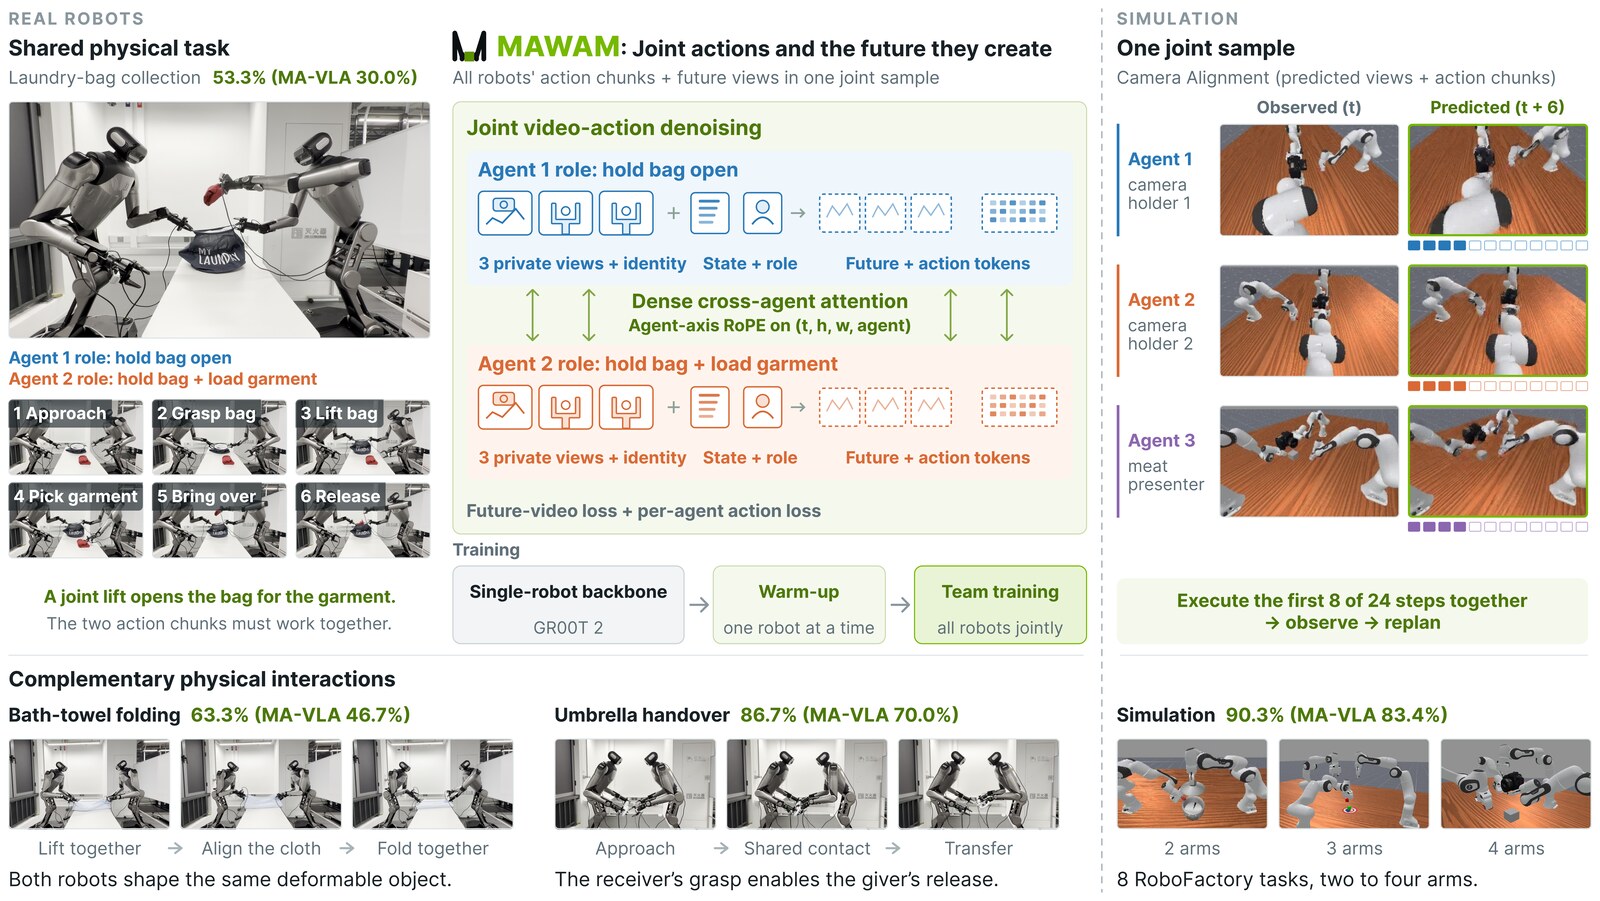 REAL ROBOTS
Shared physical task
Laundry-bag collection 53.3% (MA-VLA 30.0%)
MY
LAUNDRY
Agent 1 role: hold bag open
Agent 2 role: hold bag + load garment
1 Approach
2 Grasp bag
3 Lift bag
4 Pick garment
5 Bring over
6 Release
A joint lift opens the bag for the garment.
The two action chunks must work together.
MAWAM: Joint actions and the future they create
All robots' action chunks + future views in one joint sample
Joint video-action denoising
Agent 1 role: hold bag open
3 private views + identity State + role Future + action tokens
Dense cross-agent attention
Agent-axis RoPE on (t, h, w, agent)
Agent 2 role: hold bag + load garment
3 private views + identity State + role Future + action tokens
Future-video loss + per-agent action loss
Training
Single-robot backbone
GR00T 2
Warm-up
one robot at a time
Team training
all robots jointly
SIMULATION
One joint sample
Camera Alignment (predicted views + action chunks)
Observed (t) Predicted (t + 6)
Agent 1
camera
holder 1
Agent 2
camera
holder 2
Agent 3
meat
presenter
Execute the first 8 of 24 steps together
→ observe → replan
Complementary physical interactions
Bath-towel folding 63.3% (MA-VLA 46.7%)
Lift together → Align the cloth → Fold together
Both robots shape the same deformable object.
Umbrella handover 86.7% (MA-VLA 70.0%)
Approach → Shared contact → Transfer
The receiver's grasp enables the giver's release.
Simulation 90.3% (MA-VLA 83.4%)
2 arms 3 arms 4 arms
8 RoboFactory tasks, two to four arms.